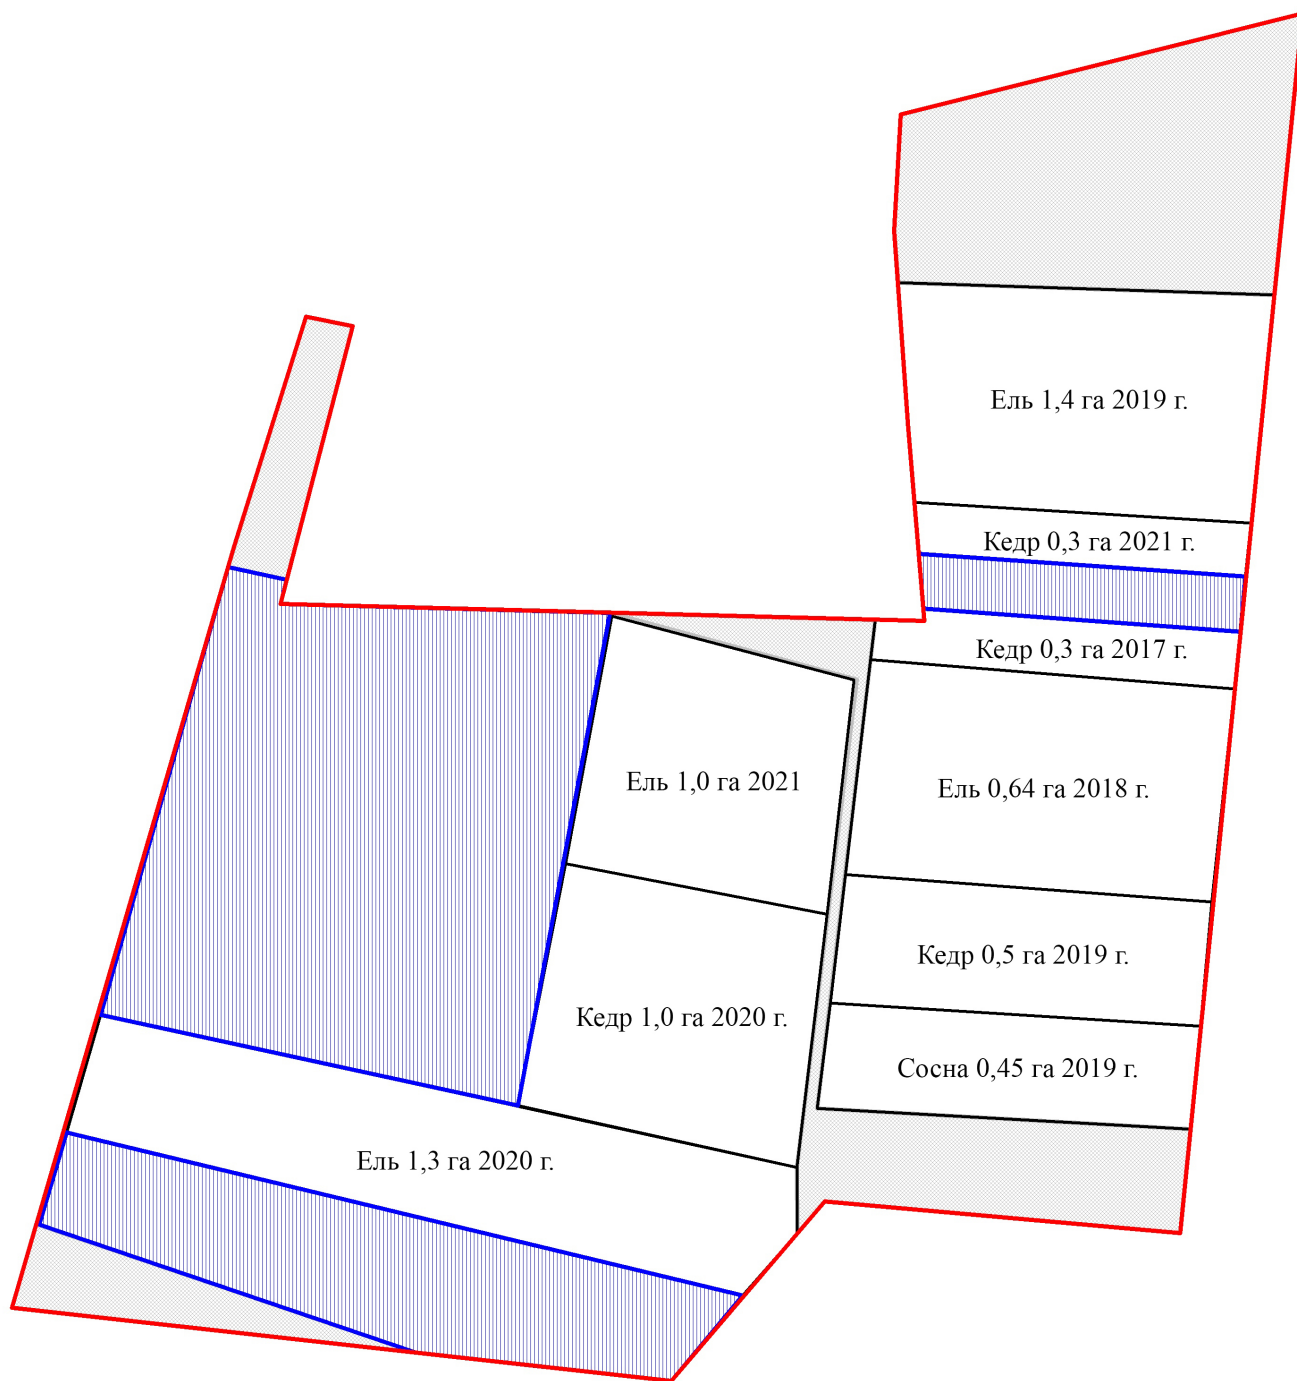 Ель 1,4 га 2019 г.
Кедр 0,3 га 2021 г.
Кедр 0,3 га 2017 г.
Ель 1,0 га 2021
Ель 0,64 га 2018 г.
Кедр 0,5 га 2019 г.
Кедр 1,0 га 2020 г.
Сосна 0,45 га 2019 г.
Ель 1,3 га 2020 г.